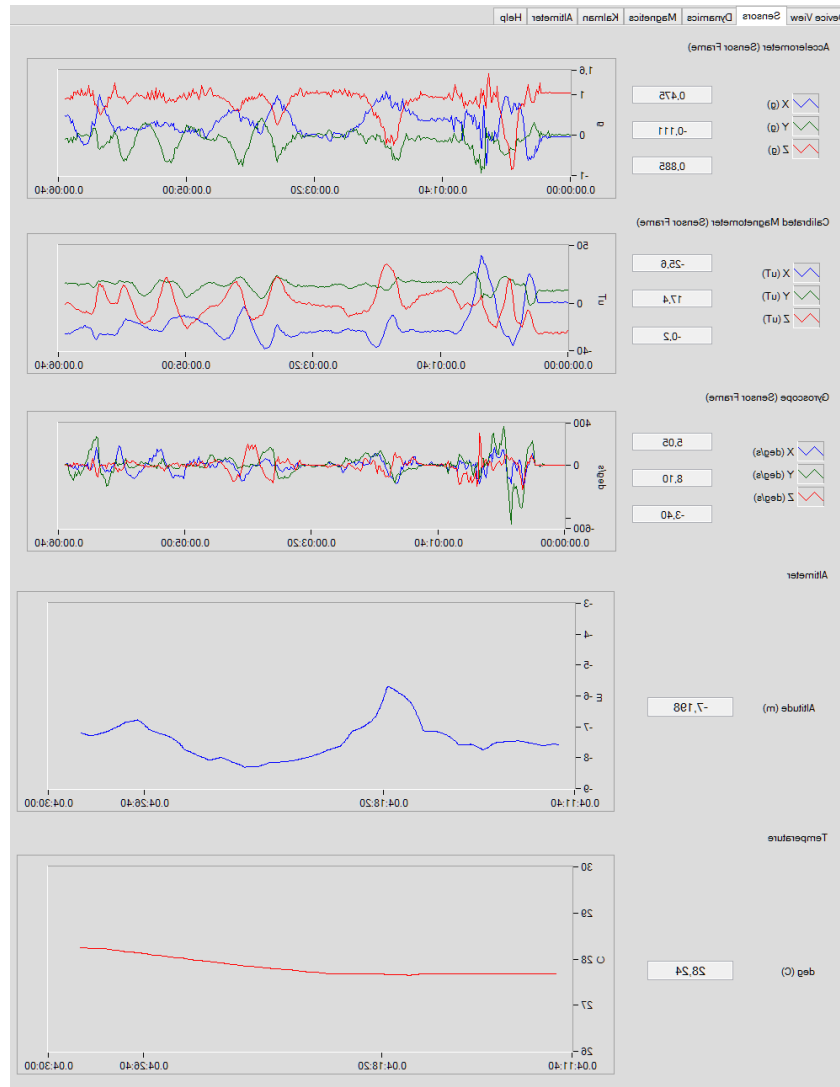 Device View Sensors Dynamics Magnetics Kalman Altimeter Help
Accelerometer (Sensor Frame)
X (g) 0,475
Y (g) -0,111
Z (g) 0,885
1,6
1
0
-1
g
0.00:00:00 0.00:01:40 0.00:03:20 0.00:05:00 0.00:06:40
Calibrated Magnetometer (Sensor Frame)
X (uT) -25,6
Y (uT) 17,4
Z (uT) -0,2
50
0
-40
uT
0.00:00:00 0.00:01:40 0.00:03:20 0.00:05:00 0.00:06:40
Gyroscope (Sensor Frame)
X (deg/s) 5,05
Y (deg/s) 8,10
Z (deg/s) -3,40
400
0
-600
deg/s
0.00:00:00 0.00:01:40 0.00:03:20 0.00:05:00 0.00:06:40
Altimeter
Altitude (m) -7,198
-3
-4
-5
-6
-7
-8
-9
m
0.04:11:40 0.04:18:20 0.04:26:40 0.04:30:00
Temperature
deg (C) 28,24
30
29
28
27
26
C
0.04:11:40 0.04:18:20 0.04:26:40 0.04:30:00